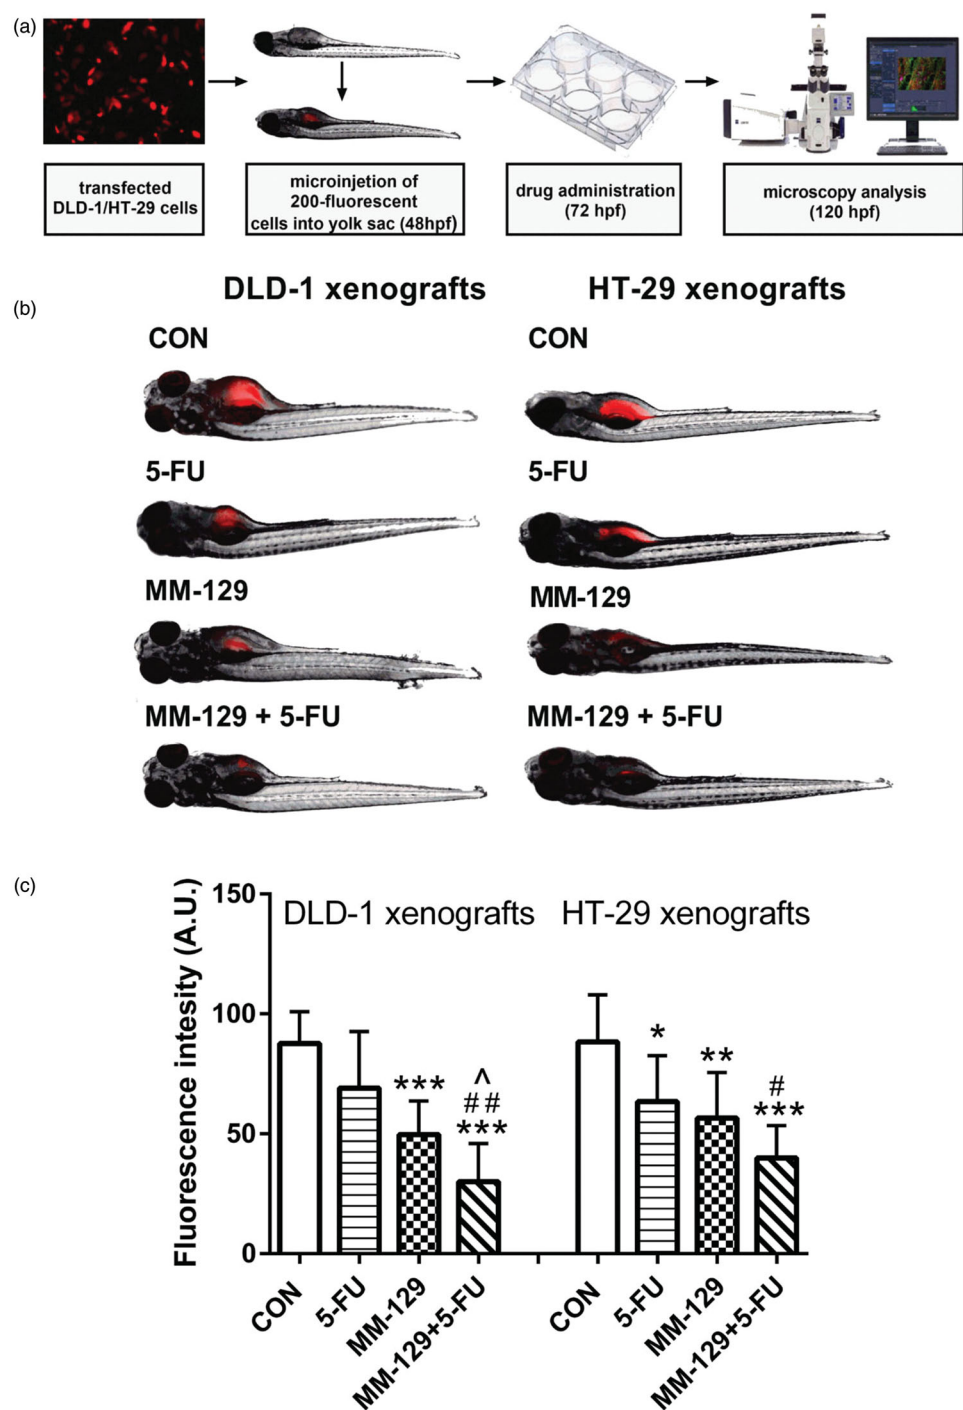 (a)
transfected
DLD-1/HT-29 cells
microinjetion of
200-fluorescent
cells into yolk sac (48hpf)
drug administration
(72 hpf)
microscopy analysis
(120 hpf)
(b)
DLD-1 xenografts
HT-29 xenografts
CON
CON
5-FU
5-FU
MM-129
MM-129
MM-129 + 5-FU
MM-129 + 5-FU
(c)
Fluorescence intesity (A.U.)
150
100
50
0
DLD-1 xenografts
HT-29 xenografts
***
^
##
***
*
**
#
***
CON
5-FU
MM-129
MM-129+5-FU
CON
5-FU
MM-129
MM-129+5-FU